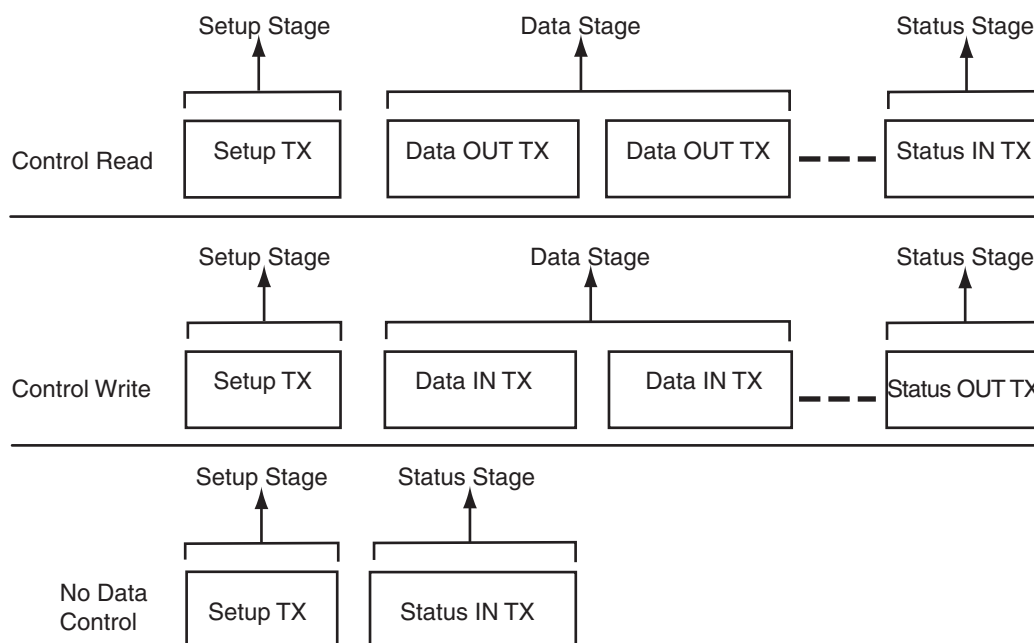 Setup Stage Data Stage Status Stage
Control Read Setup TX Data OUT TX Data OUT TX Status IN TX
Setup Stage Data Stage Status Stage
Control Write Setup TX Data IN TX Data IN TX Status OUT TX
Setup Stage Status Stage
No Data
Control
Setup TX Status IN TX